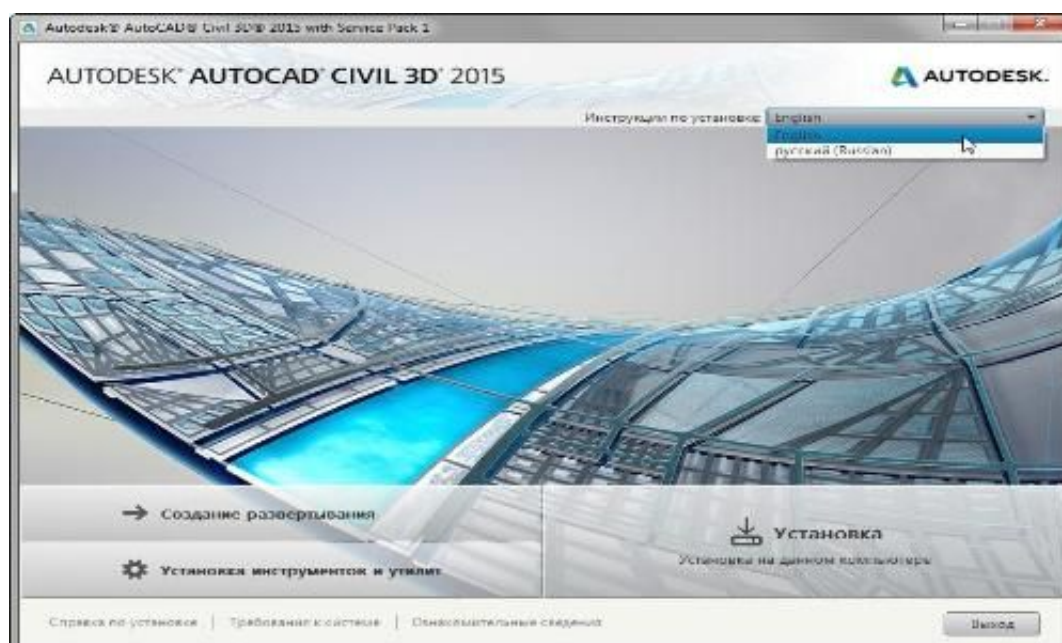 Autodesk® AutoCAD® Civil 3D® 2015 with Service Pack 1
AUTODESK® AUTOCAD® CIVIL 3D® 2015
AUTODESK.
Инструкции по установке: English
English
русский (Russian)
Создание развертывания
Установка инструментов и утилит
Установка
Установка на данном компьютере
Справка по установке | Требования к системе | Ознакомительные сведения
Выход